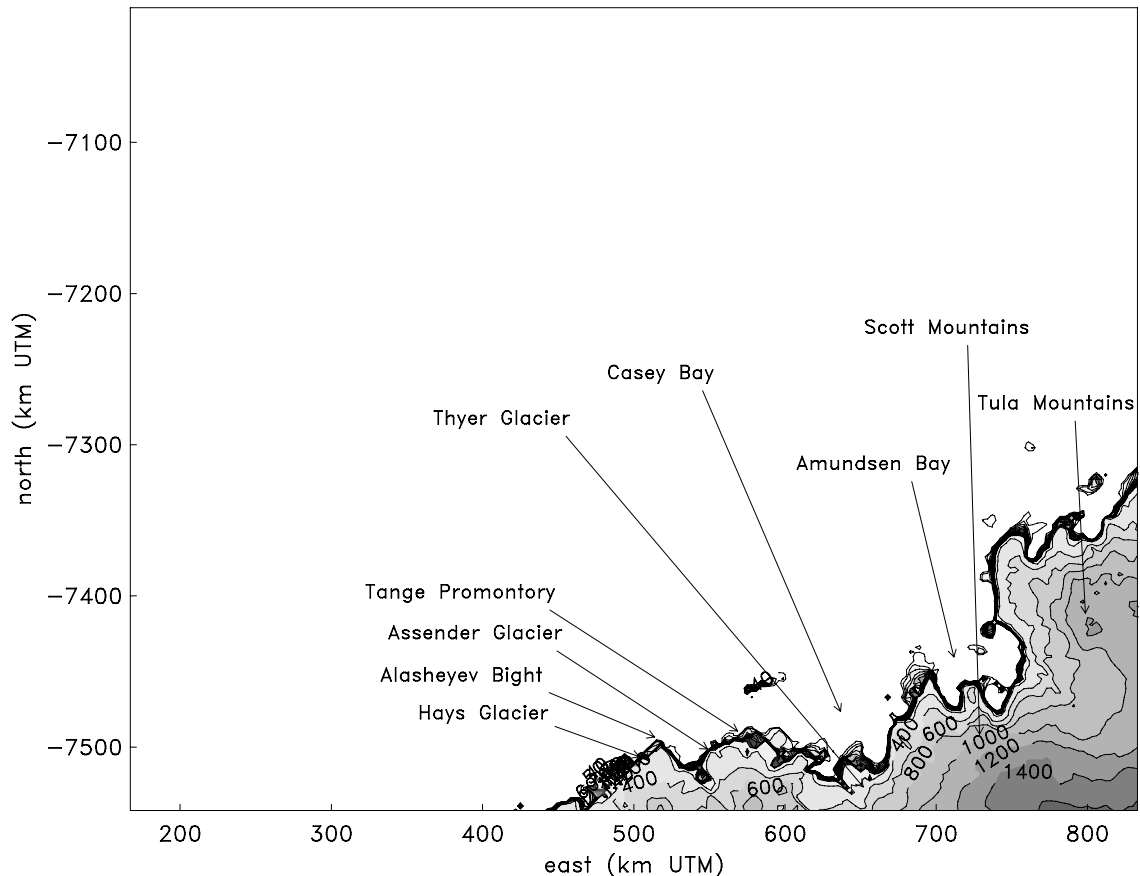 −7100
−7200
Scott Mountains
Casey Bay
Tula Mountains
Thyer Glacier
−7300
Amundsen Bay
north (km UTM)
Tange Promontory
−7400
Assender Glacier
Alasheyev Bight
Hays Glacier
−7500
400
600
1000
800
1200
1400
400
600
200
300
400
500
600
700
800
east (km UTM)